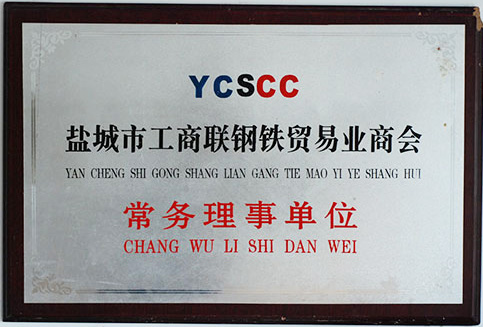 YCSCC
盐城市工商联钢铁贸易业商会
YAN CHENG SHI GONG SHANG LIAN GANG TIE MAO YI YE SHANG HUI
常务理事单位
CHANG WU LI SHI DAN WEI